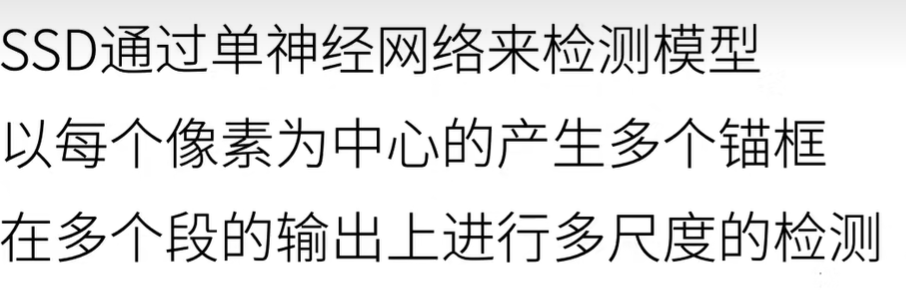 SSD通过单神经网络来检测模型
以每个像素为中心的产生多个锚框
在多个段的输出上进行多尺度的检测